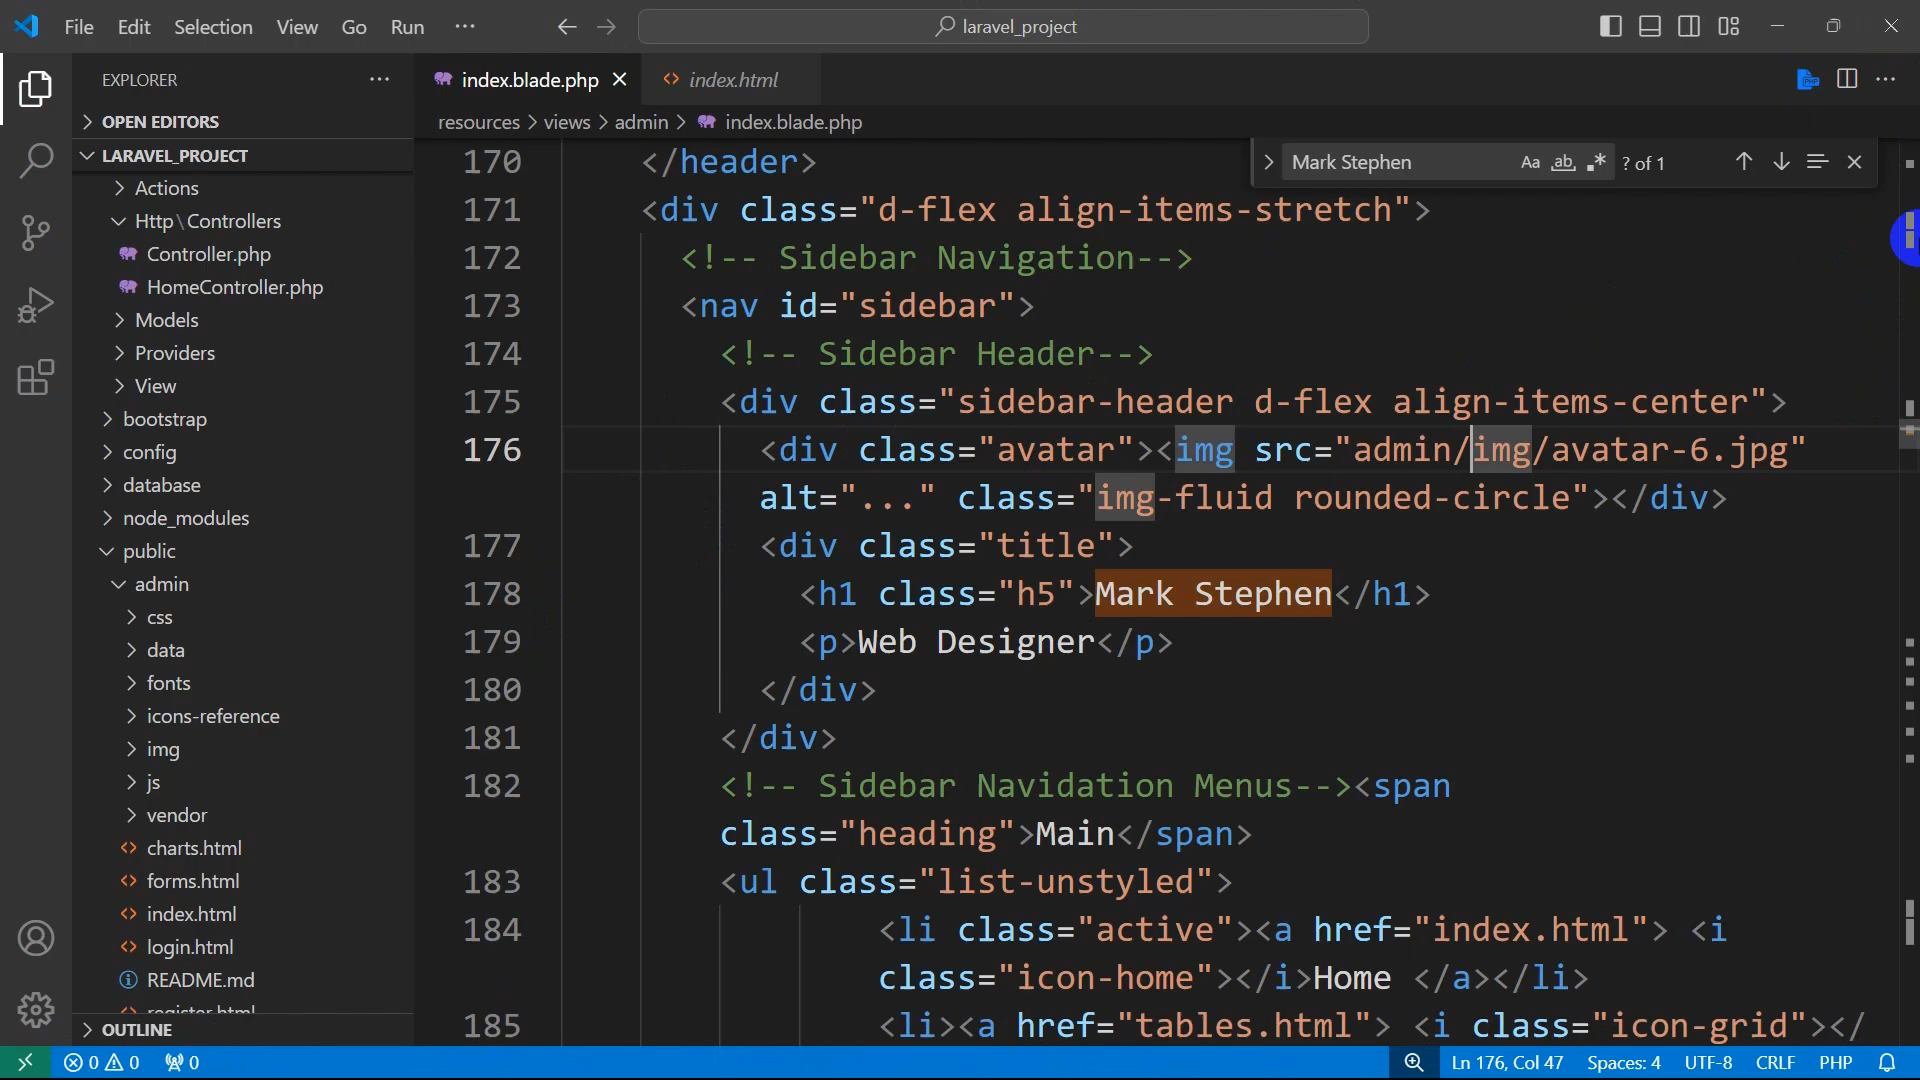 File Edit Selection View Go Run ··· laravel_project
EXPLORER ···
OPEN EDITORS
LARAVEL_PROJECT
Actions
Http\Controllers
Controller.php
HomeController.php
Models
Providers
View
bootstrap
config
database
node_modules
public
admin
css
data
fonts
icons-reference
img
js
vendor
charts.html
forms.html
index.html
login.html
README.md
register.html
OUTLINE
index.blade.php index.html
resources > views > admin > index.blade.php
Mark Stephen Aa ab .* ? of 1
170 </header>
171 <div class="d-flex align-items-stretch">
172 <!-- Sidebar Navigation-->
173 <nav id="sidebar">
174 <!-- Sidebar Header-->
175 <div class="sidebar-header d-flex align-items-center">
176 <div class="avatar"><img src="admin/img/avatar-6.jpg"
alt="..." class="img-fluid rounded-circle"></div>
177 <div class="title">
178 <h1 class="h5">Mark Stephen</h1>
179 <p>Web Designer</p>
180 </div>
181 </div>
182 <!-- Sidebar Navidation Menus--><span
class="heading">Main</span>
183 <ul class="list-unstyled">
184 <li class="active"><a href="index.html"> <i
class="icon-home"></i>Home </a></li>
185 <li><a href="tables.html"> <i class="icon-grid"></
0 0 0 Ln 176, Col 47 Spaces: 4 UTF-8 CRLF PHP